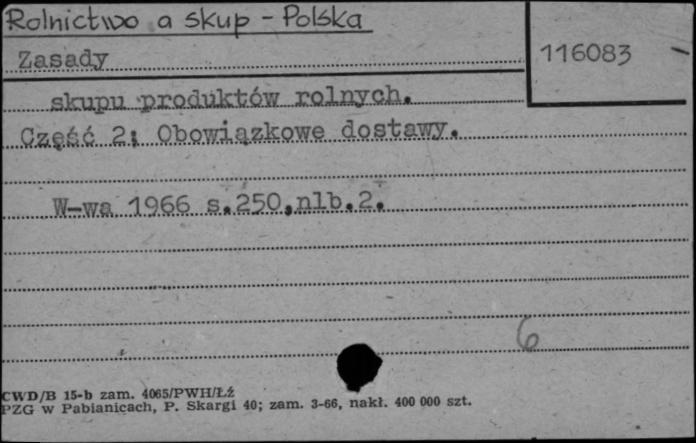 Rolnictwo a skup - Polska
Zasady
116083
skupu produktów rolnych.
Część 2: Obowiązkowe dostawy.
W-wa 1966 s.250,nlb.2.
6
CWD/B 15-b zam. 4065/PWH/Łź
PZG w Pabianicach, P. Skargi 40; zam. 3-66, nakł. 400 000 szt.